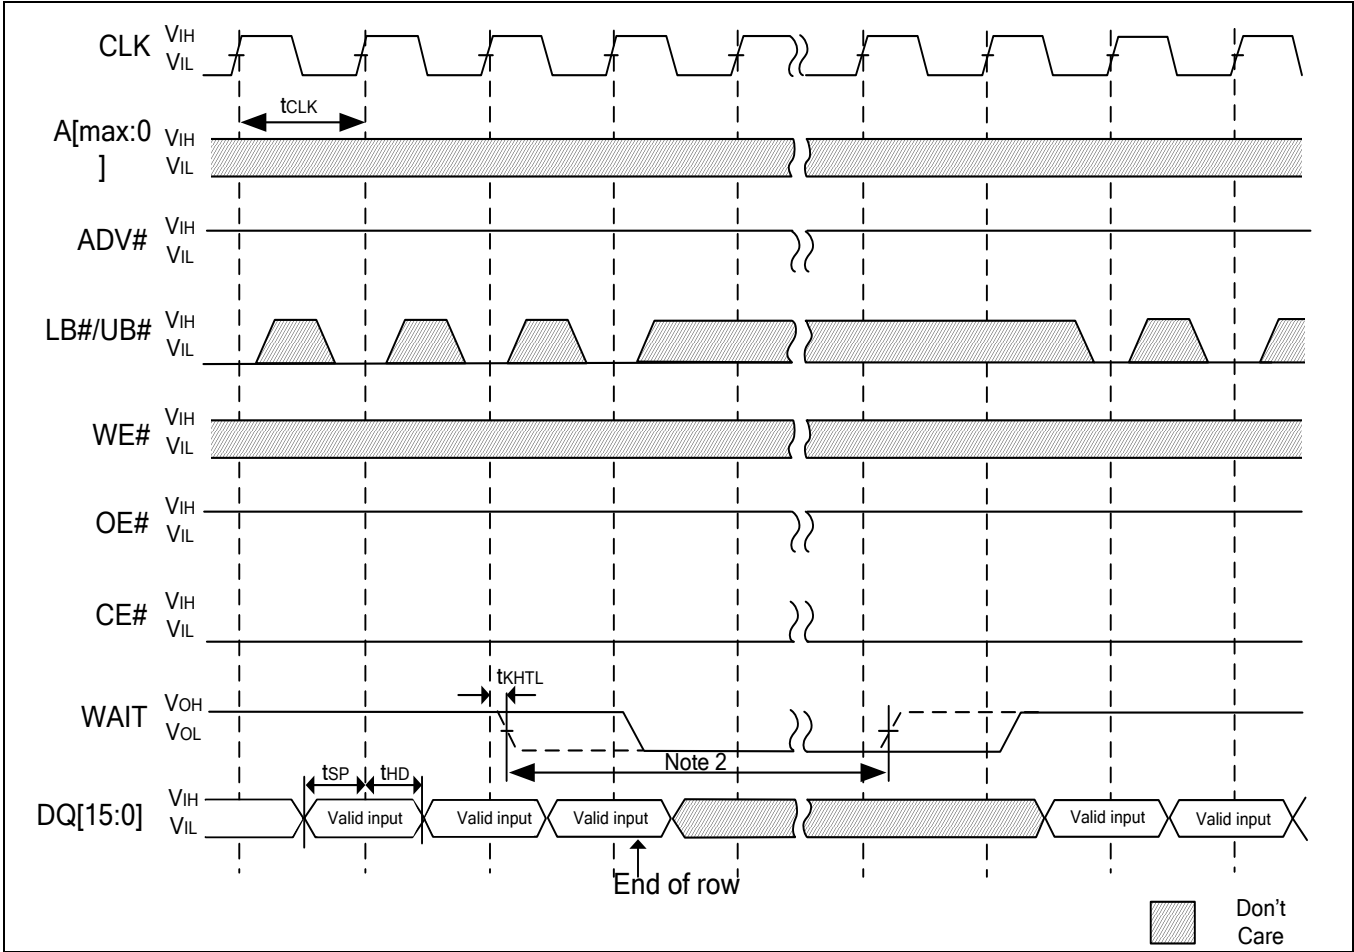 CLK VIH
VIL
tCLK
A[max:0 VIH
] VIL
ADV# VIH
VIL
LB#/UB# VIH
VIL
WE# VIH
VIL
OE# VIH
VIL
CE# VIH
VIL
tKHTL
WAIT VOH
VOL
Note 2
tSP tHD
DQ[15:0] VIH
VIL
Valid input Valid input Valid input Valid input Valid input
End of row
Don't
Care